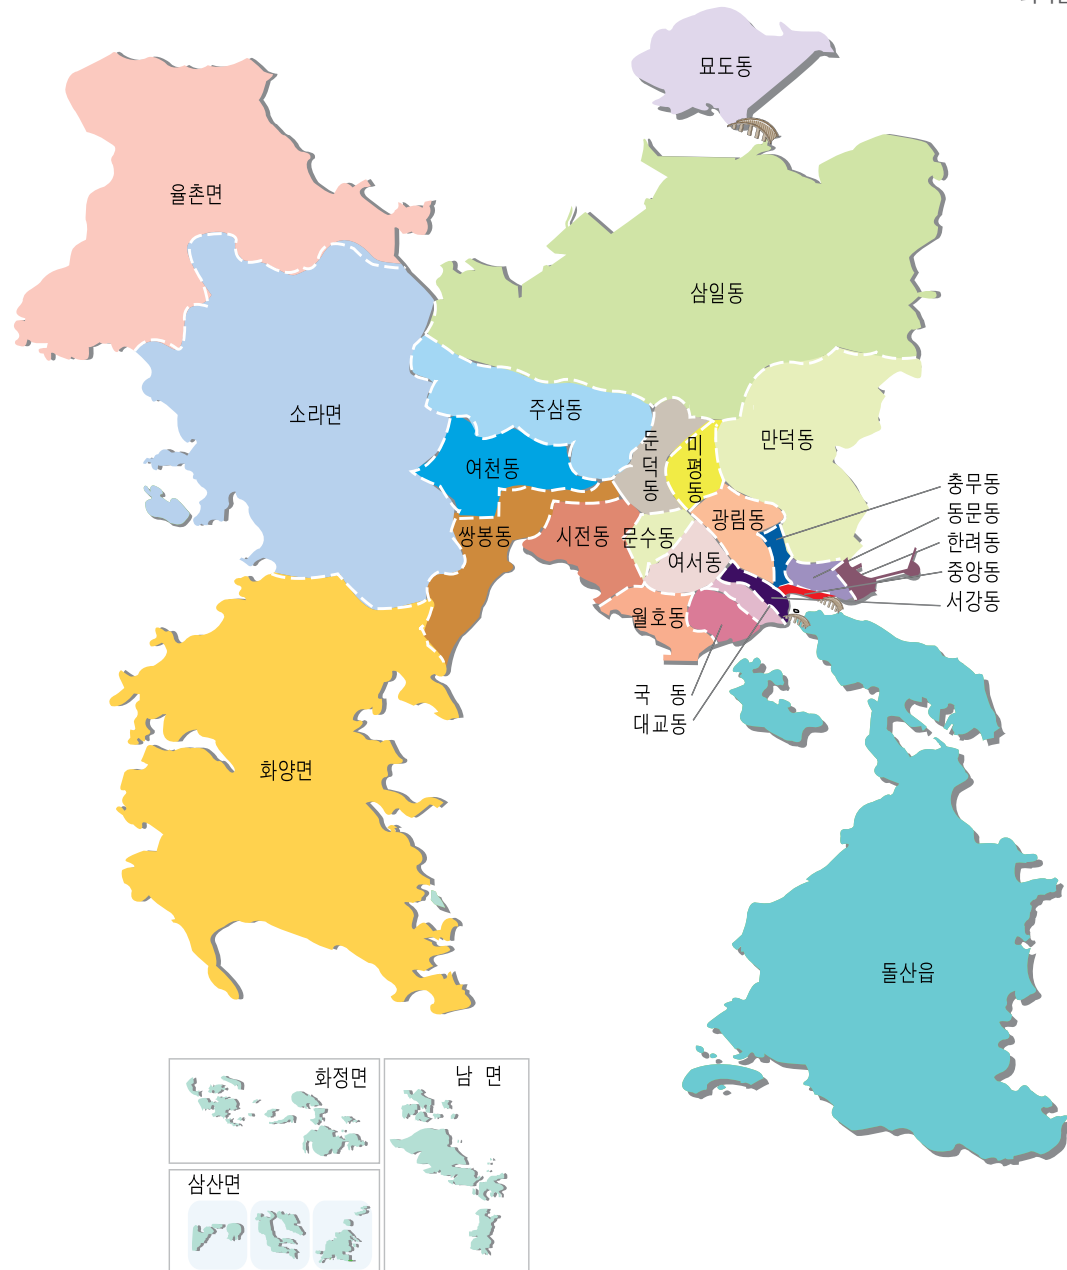 묘도동
율촌면
삼일동
소라면
주삼동
둔덕동
미평동
만덕동
여천동
충무동
광림동
동문동
쌍봉동
시전동
문수동
한려동
여서동
중앙동
서강동
월호동
국 동
대교동
화양면
돌산읍
화정면
남 면
삼산면